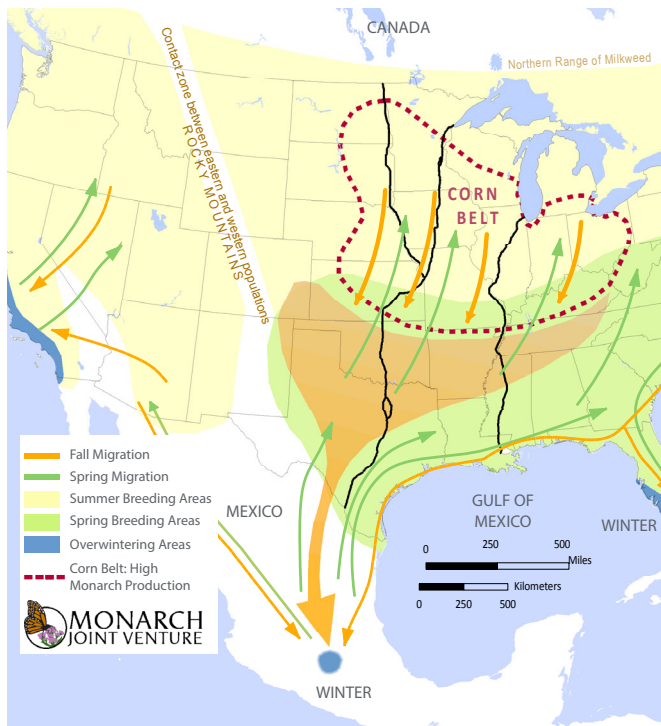 CANADA
Northern Range of Milkweed
Contact zone between eastern and western populations
ROCKY MOUNTAINS
CORN
BELT
Fall Migration
Spring Migration
Summer Breeding Areas
Spring Breeding Areas
Overwintering Areas
Corn Belt: High
Monarch Production
MONARCH
JOINT VENTURE
MEXICO
GULF OF
MEXICO
WINTER
0 250 500
Miles
Kilometers
0 250 500
WINTER